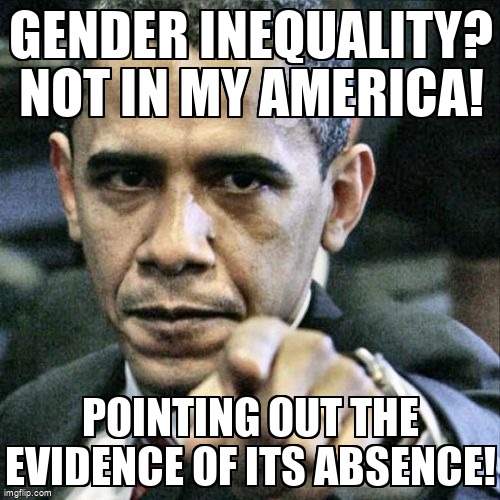 GENDER INEQUALITY?
NOT IN MY AMERICA!
POINTING OUT THE
EVIDENCE OF ITS ABSENCE!
imgflip.com